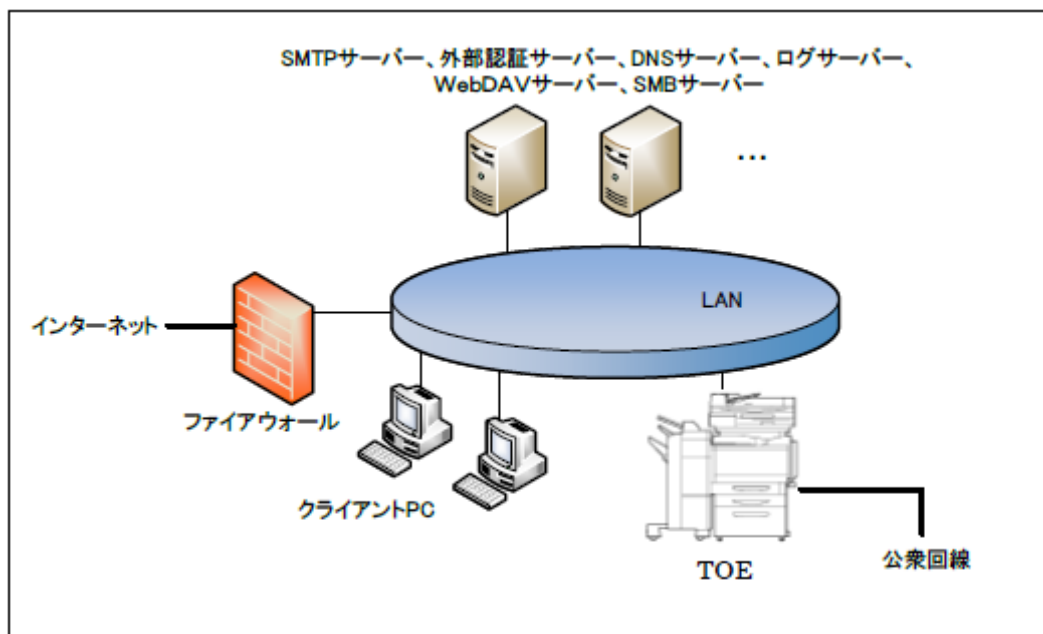 SMTPサーバー、外部認証サーバー、DNSサーバー、ログサーバー、
WebDAVサーバー、SMBサーバー
…
LAN
インターネット
ファイアウォール
クライアントPC
TOE
公衆回線